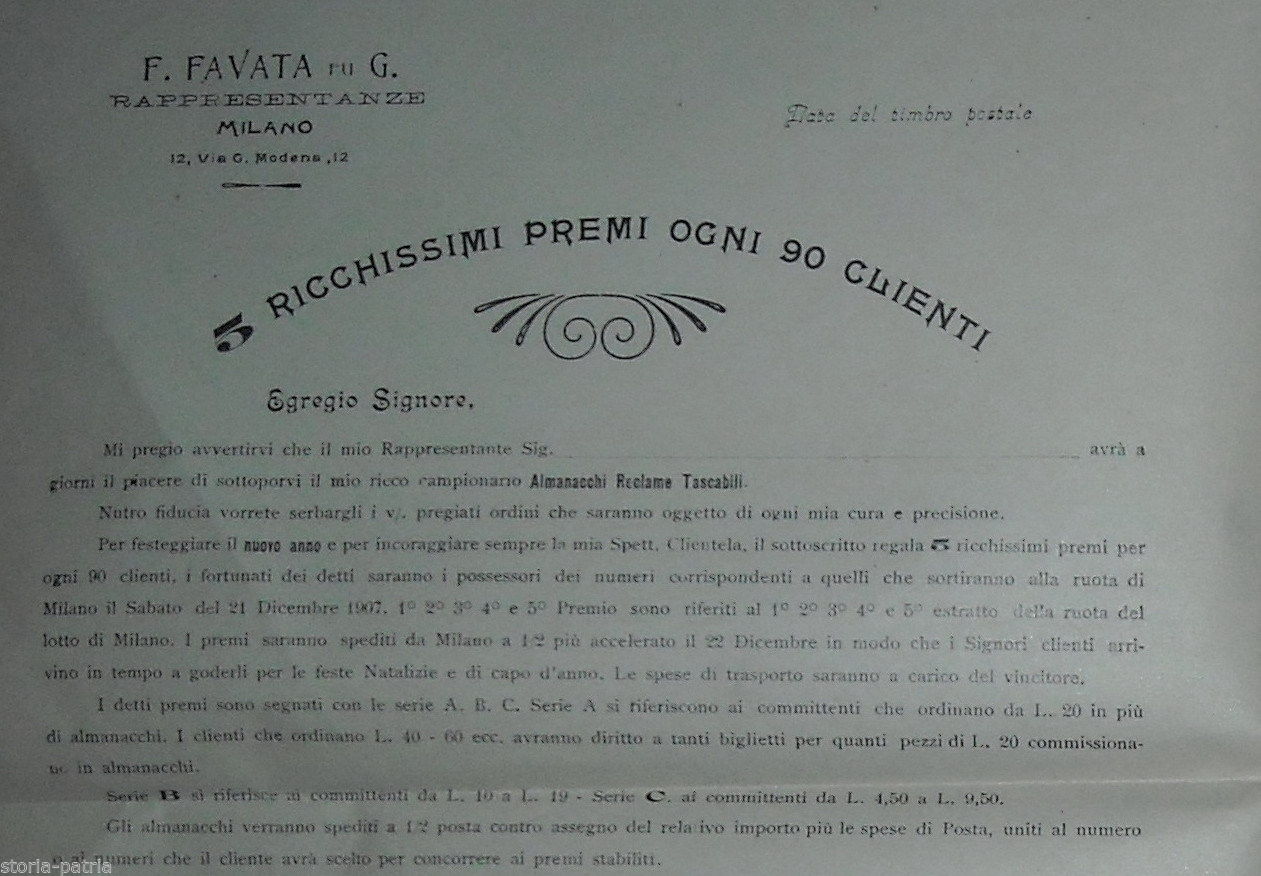 F. FAVATA FU G.
RAPPRESENTANZE
MILANO
12, Via G. Modena ,12
Data del timbro postale
5 RICCHISSIMI PREMI OGNI 90 CLIENTI
Egregio Signore,
Mi pregio avvertirvi che il mio Rappresentante Sig. avrà a
giorni il piacere di sottoporvi il mio ricco campionario Almanacchi Reclame Tascabili.
Nutro fiducia vorrete serbargli i v/. pregiati ordini che saranno oggetto di ogni mia cura e precisione.
Per festeggiare il nuovo anno e per incoraggiare sempre la mia Spett. Clientela, il sottoscritto regala 5 ricchissimi premi per
ogni 90 clienti, i fortunati dei detti saranno i possessori dei numeri corrispondenti a quelli che sortiranno alla ruota di
Milano il Sabato del 21 Dicembre 1907. 1° 2° 3° 4° e 5° Premio sono riferiti al 1° 2° 3° 4° e 5° estratto della ruota del
lotto di Milano. I premi saranno spediti da Milano a 1/2 più accelerato il 22 Dicembre in modo che i Signori clienti arri-
vino in tempo a goderli per le feste Natalizie e di capo d'anno. Le spese di trasporto saranno a carico del vincitore.
I detti premi sono segnati con le serie A. B. C. Serie A si riferiscono ai committenti che ordinano da L. 20 in più
di almanacchi. I clienti che ordinano L. 40 - 60 ecc. avranno diritto a tanti biglietti per quanti pezzi di L. 20 commissiona-
no in almanacchi.
Serie B si riferisce ai committenti da L. 10 a L. 19 - Serie C. ai committenti da L. 4,50 a L. 9,50.
Gli almanacchi verranno spediti a 1/2 posta contro assegno del rela ivo importo più le spese di Posta, uniti al numero
ai numeri che il cliente avrà scelto per concorrere ai premi stabiliti.
storia-patria